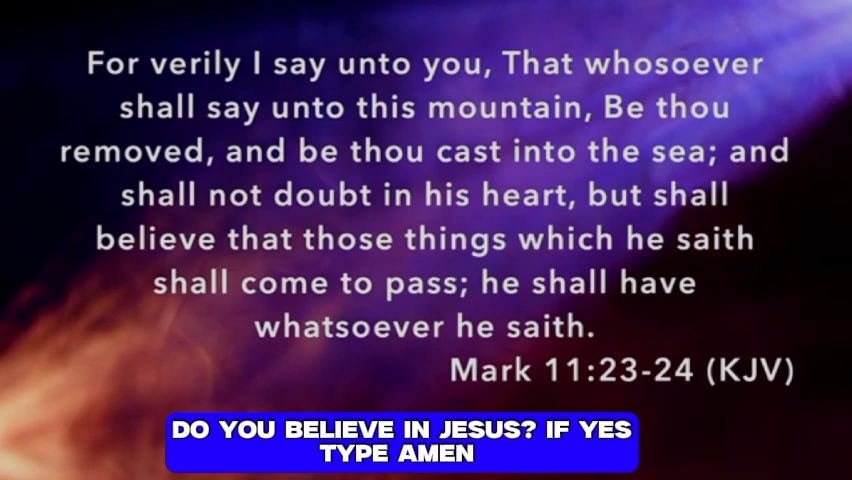 For verily I say unto you, That whosoever
shall say unto this mountain, Be thou
removed, and be thou cast into the sea; and
shall not doubt in his heart, but shall
believe that those things which he saith
shall come to pass; he shall have
whatsoever he saith.
Mark 11:23-24 (KJV)
DO YOU BELIEVE IN JESUS? IF YES
TYPE AMEN